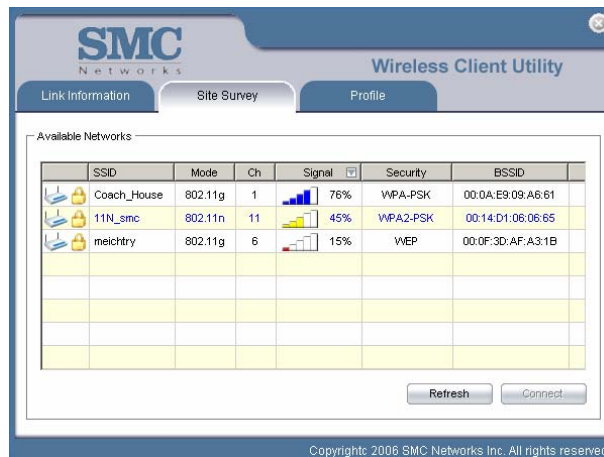 SMC
Networks
Wireless Client Utility
Link Information Site Survey Profile
Available Networks
SSID Mode Ch Signal Security BSSID
Coach_House 802.11g 1 76% WPA-PSK 00:0A:E9:09:A6:61
11N_smc 802.11n 11 45% WPA2-PSK 00:14:D1:06:06:65
meichtry 802.11g 6 15% WEP 00:0F:3D:AF:A3:1B
Refresh Connect
Copyrightc 2006 SMC Networks Inc. All rights reserved